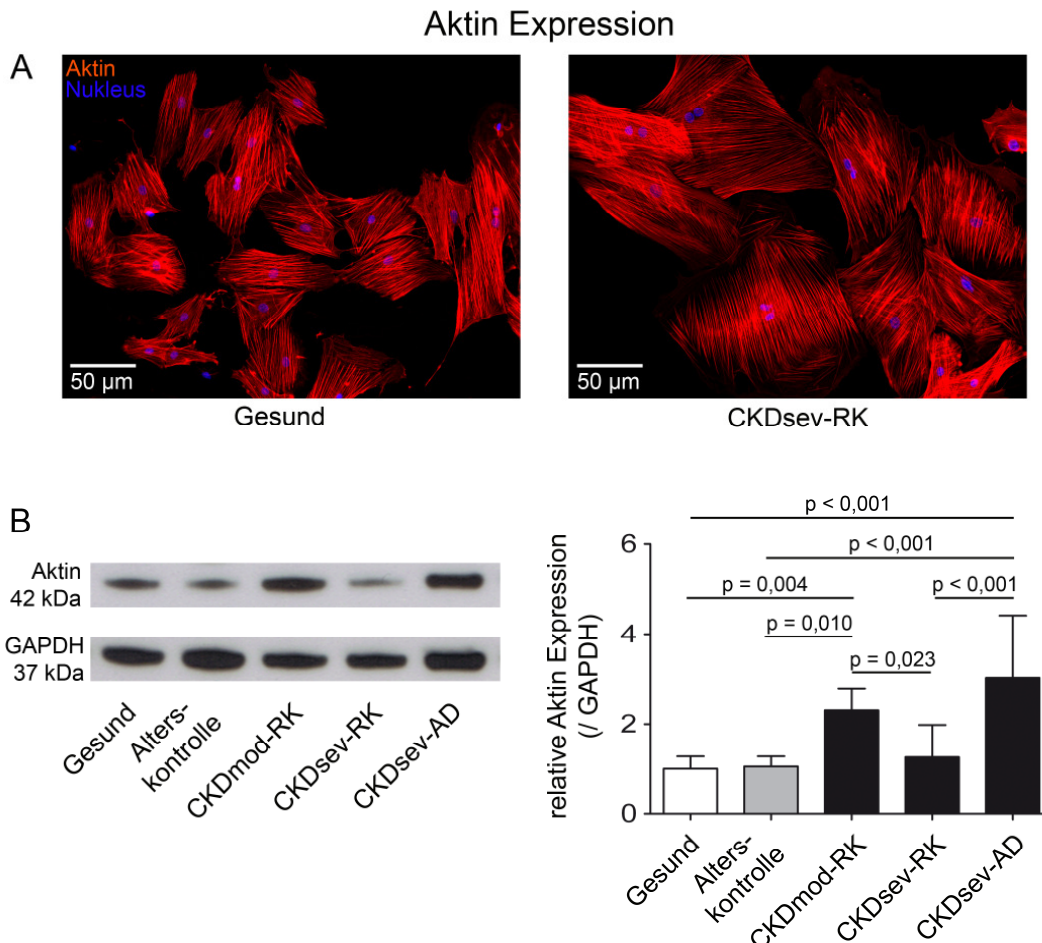 Aktin Expression
A
Aktin
Nukleus
50 µm
Gesund
50 µm
CKDsev-RK
B
Aktin
42 kDa
GAPDH
37 kDa
Gesund
Alters-
kontrolle
CKDmod-RK
CKDsev-RK
CKDsev-AD
relative Aktin Expression
(/ GAPDH)
6
4
2
0
p < 0,001
p < 0,001
p = 0,004
p < 0,001
p = 0,010
p = 0,023
Gesund
Alters-
kontrolle
CKDmod-RK
CKDsev-RK
CKDsev-AD